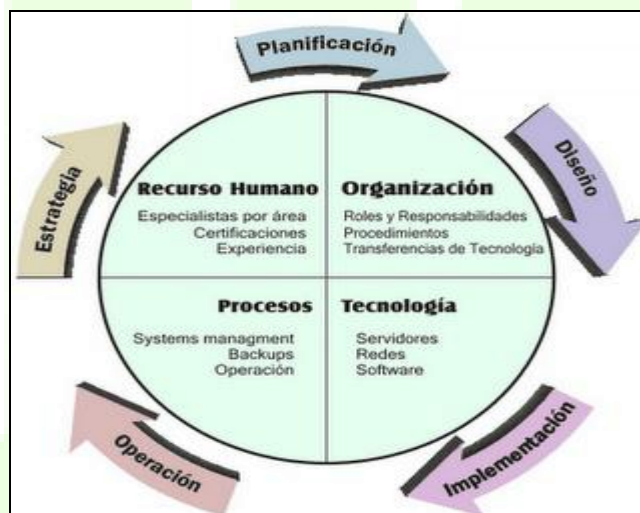 Planificación
Diseño
Implementación
Operación
Estrategia
Recurso Humano
Especialistas por área
Certificaciones
Experiencia
Organización
Roles y Responsabilidades
Procedimientos
Transferencias de Tecnología
Procesos
Systems managment
Backups
Operación
Tecnología
Servidores
Redes
Software